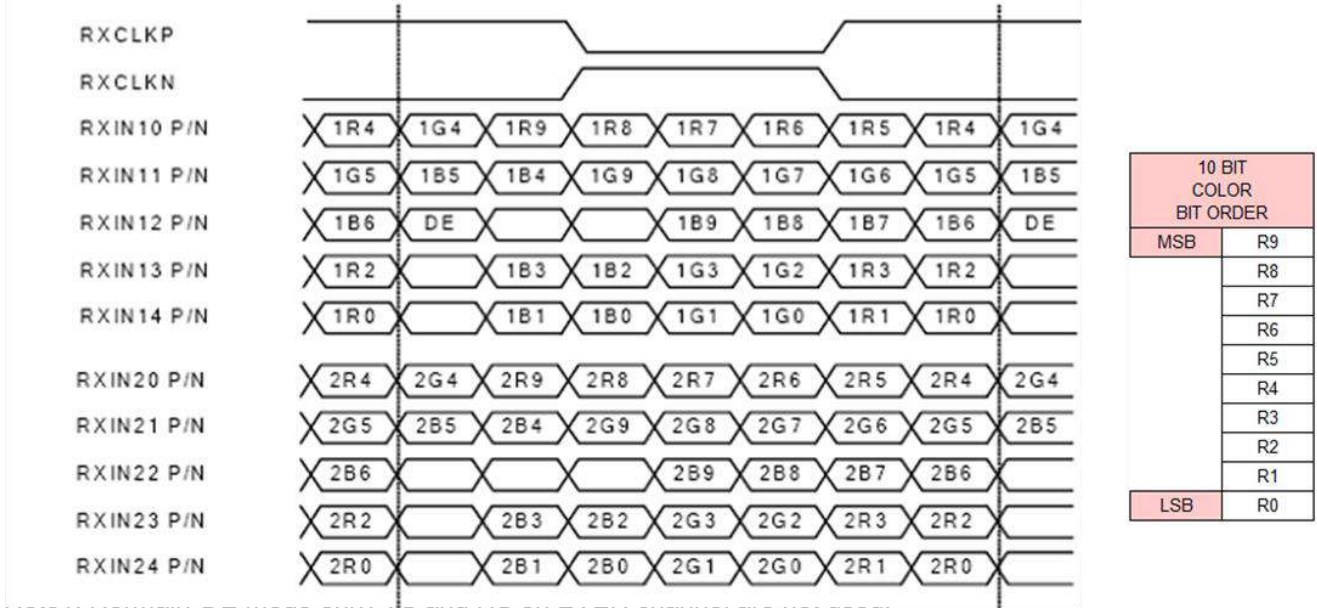 RXCLKP
RXCLKN
RXIN10 P/N 1R4 1G4 1R9 1R8 1R7 1R6 1R5 1R4 1G4
RXIN11 P/N 1G5 1B5 1B4 1G9 1G8 1G7 1G6 1G5 1B5
RXIN12 P/N 1B6 DE 1B9 1B8 1B7 1B6 DE
RXIN13 P/N 1R2 1B3 1B2 1G3 1G2 1R3 1R2
RXIN14 P/N 1R0 1B1 1B0 1G1 1G0 1R1 1R0
RXIN20 P/N 2R4 2G4 2R9 2R8 2R7 2R6 2R5 2R4 2G4
RXIN21 P/N 2G5 2B5 2B4 2G9 2G8 2G7 2G6 2G5 2B5
RXIN22 P/N 2B6 2B9 2B8 2B7 2B6
RXIN23 P/N 2R2 2B3 2B2 2G3 2G2 2R3 2R2
RXIN24 P/N 2R0 2B1 2B0 2G1 2G0 2R1 2R0
10 BIT
COLOR
BIT ORDER
MSB R9
R8
R7
R6
R5
R4
R3
R2
R1
LSB R0